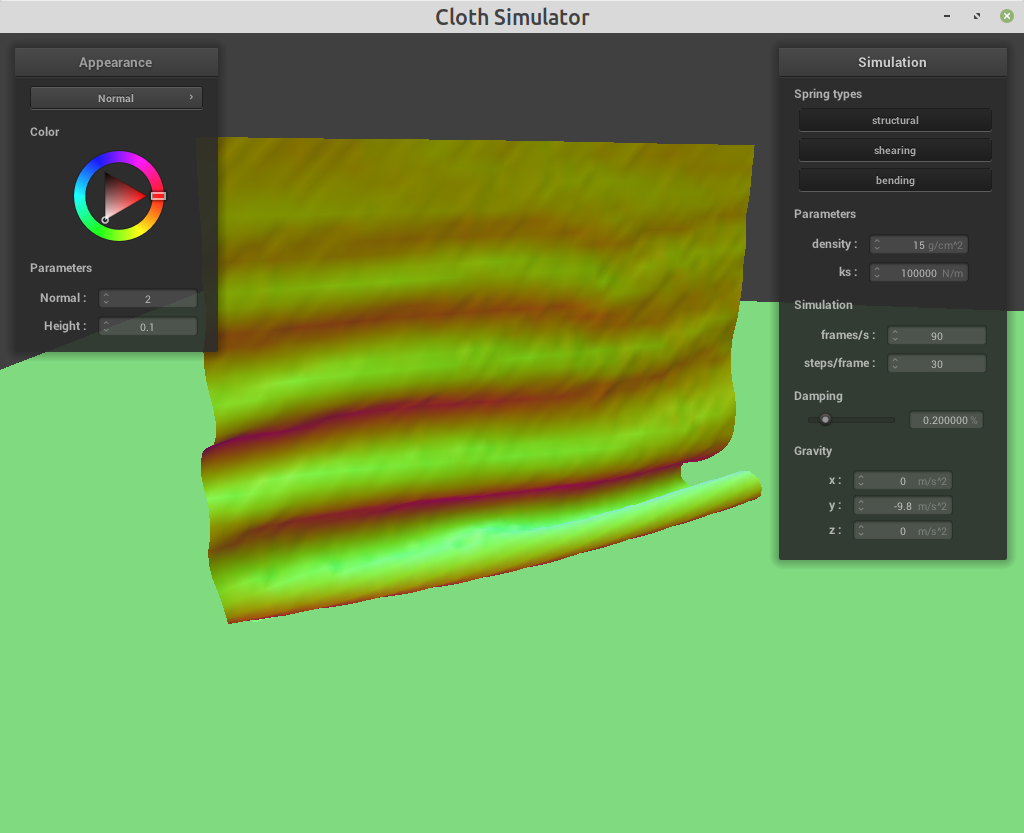 Cloth Simulator
Appearance
Normal
Color
Parameters
Normal : 2
Height : 0.1
Simulation
Spring types
structural
shearing
bending
Parameters
density : 15 g/cm^2
ks : 100000 N/m
Simulation
frames/s : 90
steps/frame : 30
Damping
0.200000 %
Gravity
x : 0 m/s^2
y : -9.8 m/s^2
z : 0 m/s^2